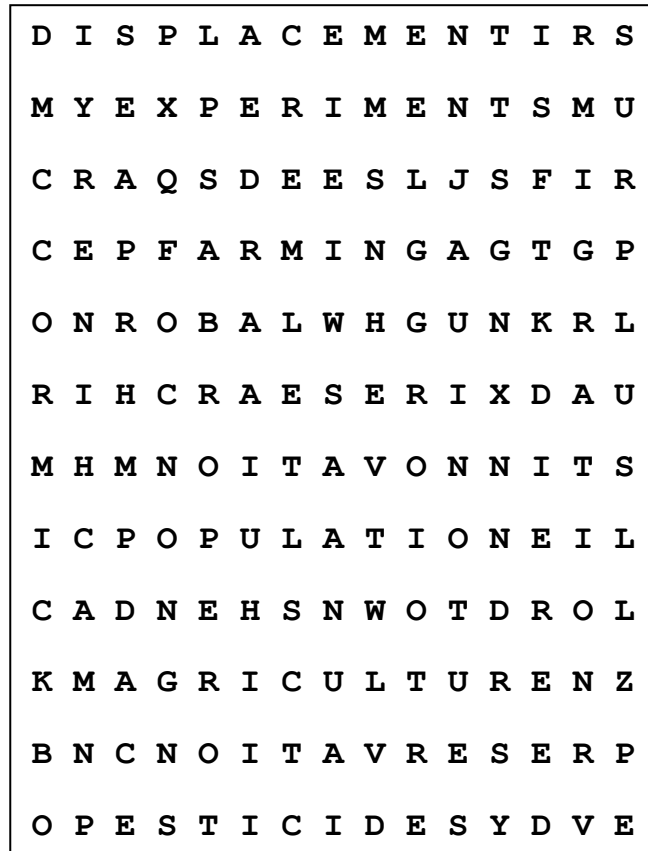 D I S P L A C E M E N T I R S
M Y E X P E R I M E N T S M U
C R A Q S D E E S L J S F I R
C E P F A R M I N G A G T G P
O N R O B A L W H G U N K R L
R I H C R A E S E R I X D A U
M H M N O I T A V O N N I T S
I C P O P U L A T I O N E I L
C A D N E H S N W O T D R O L
K M A G R I C U L T U R E N Z
B N C N O I T A V R E S E R P
O P E S T I C I D E S Y D V E